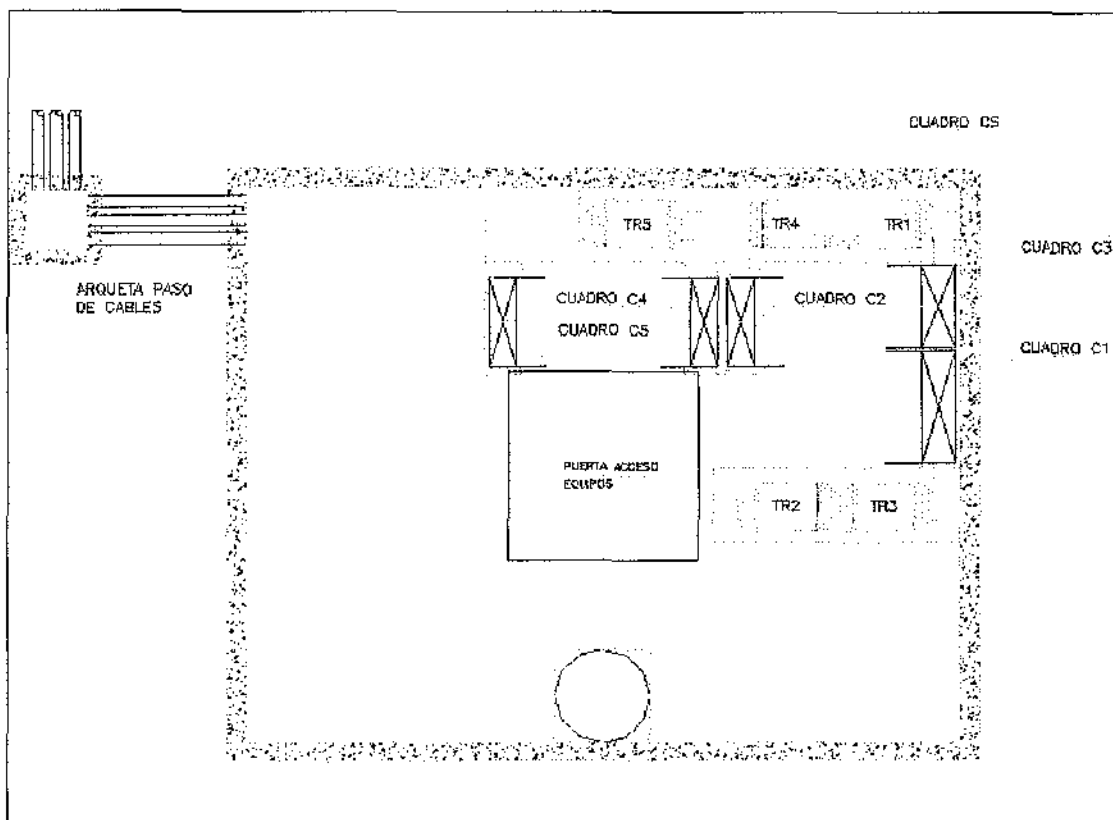 CUADRO CS
TR5
TR4
TR1
CUADRO C3
ARQUETA PASO
DE CABLES
CUADRO C4
CUADRO C2
CUADRO C5
CUADRO C1
PUERTA ACCESO
EQUIPOS
TR2
TR3